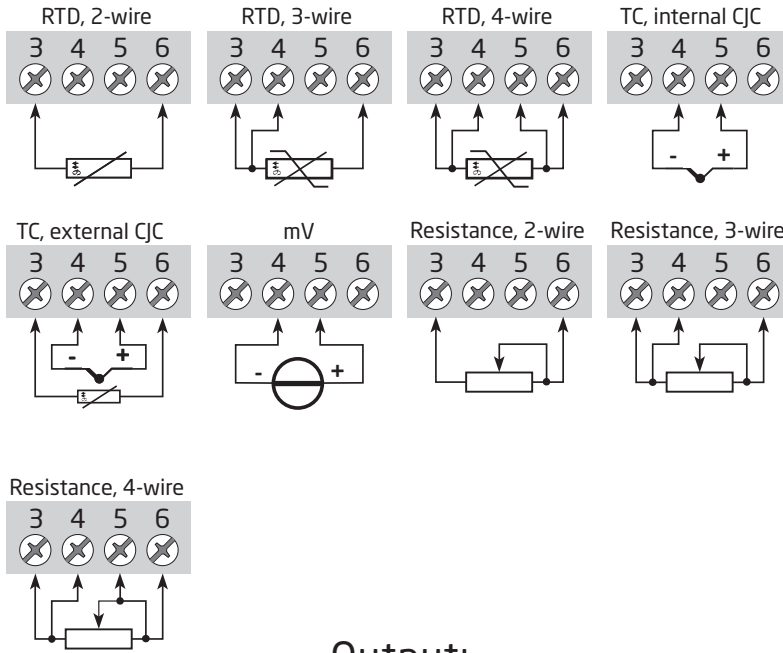 RTD, 2-wire
3 4 5 6
RTD, 3-wire
3 4 5 6
RTD, 4-wire
3 4 5 6
TC, internal CJC
3 4 5 6
- +
TC, external CJC
3 4 5 6
- +
mV
3 4 5 6
- +
Resistance, 2-wire
3 4 5 6
Resistance, 3-wire
3 4 5 6
Resistance, 4-wire
3 4 5 6
Output: